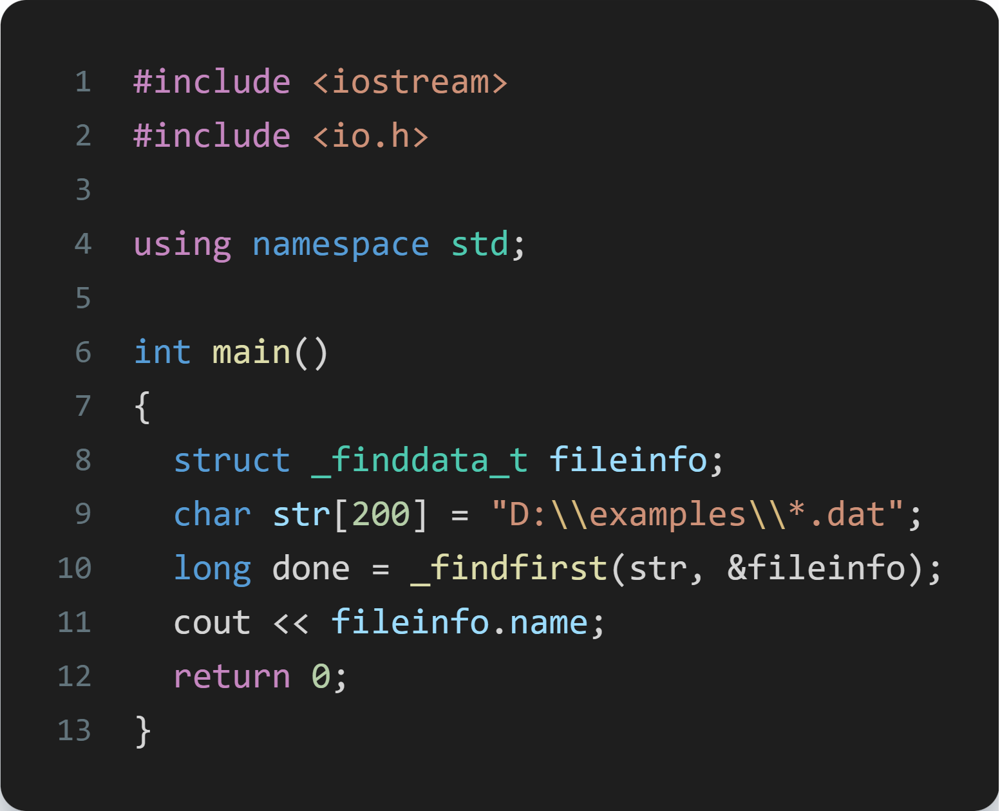 1 #include <iostream>
2 #include <io.h>
3
4 using namespace std;
5
6 int main()
7 {
8   struct _finddata_t fileinfo;
9   char str[200] = "D:\\examples\\*.dat";
10   long done = _findfirst(str, &fileinfo);
11   cout << fileinfo.name;
12   return 0;
13 }